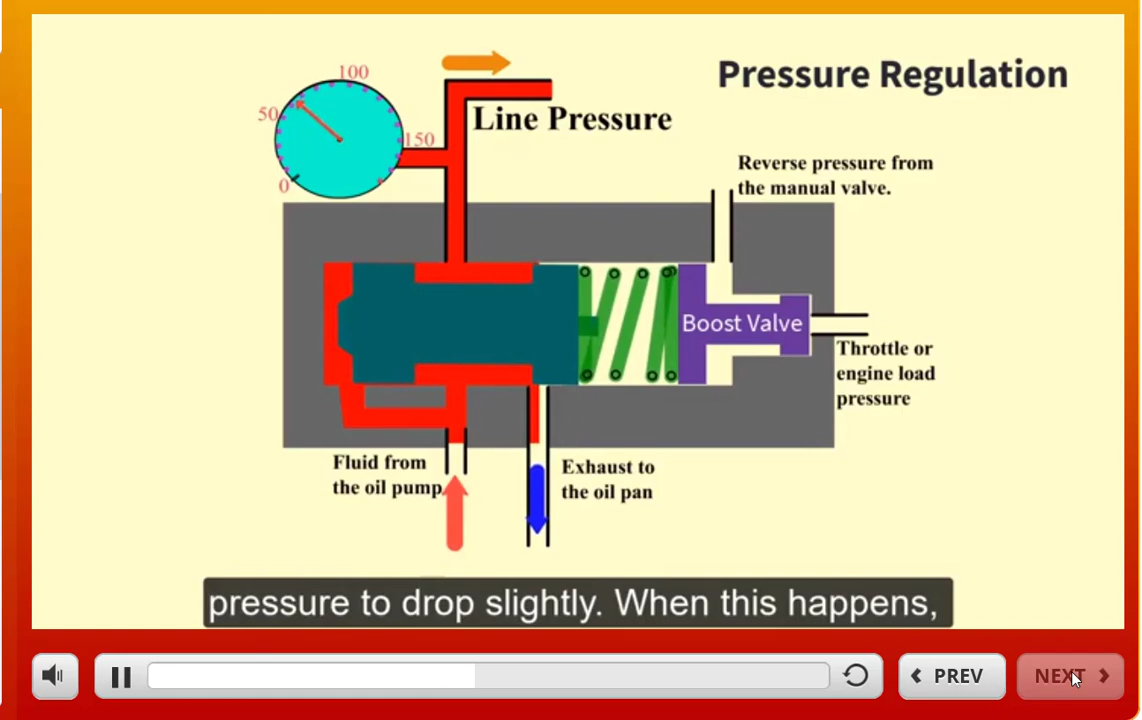 Pressure Regulation
100
50
150
0
Line Pressure
Reverse pressure from
the manual valve.
Boost Valve
Throttle or
engine load
pressure
Fluid from
the oil pump
Exhaust to
the oil pan
pressure to drop slightly. When this happens,
PREV
NEXT